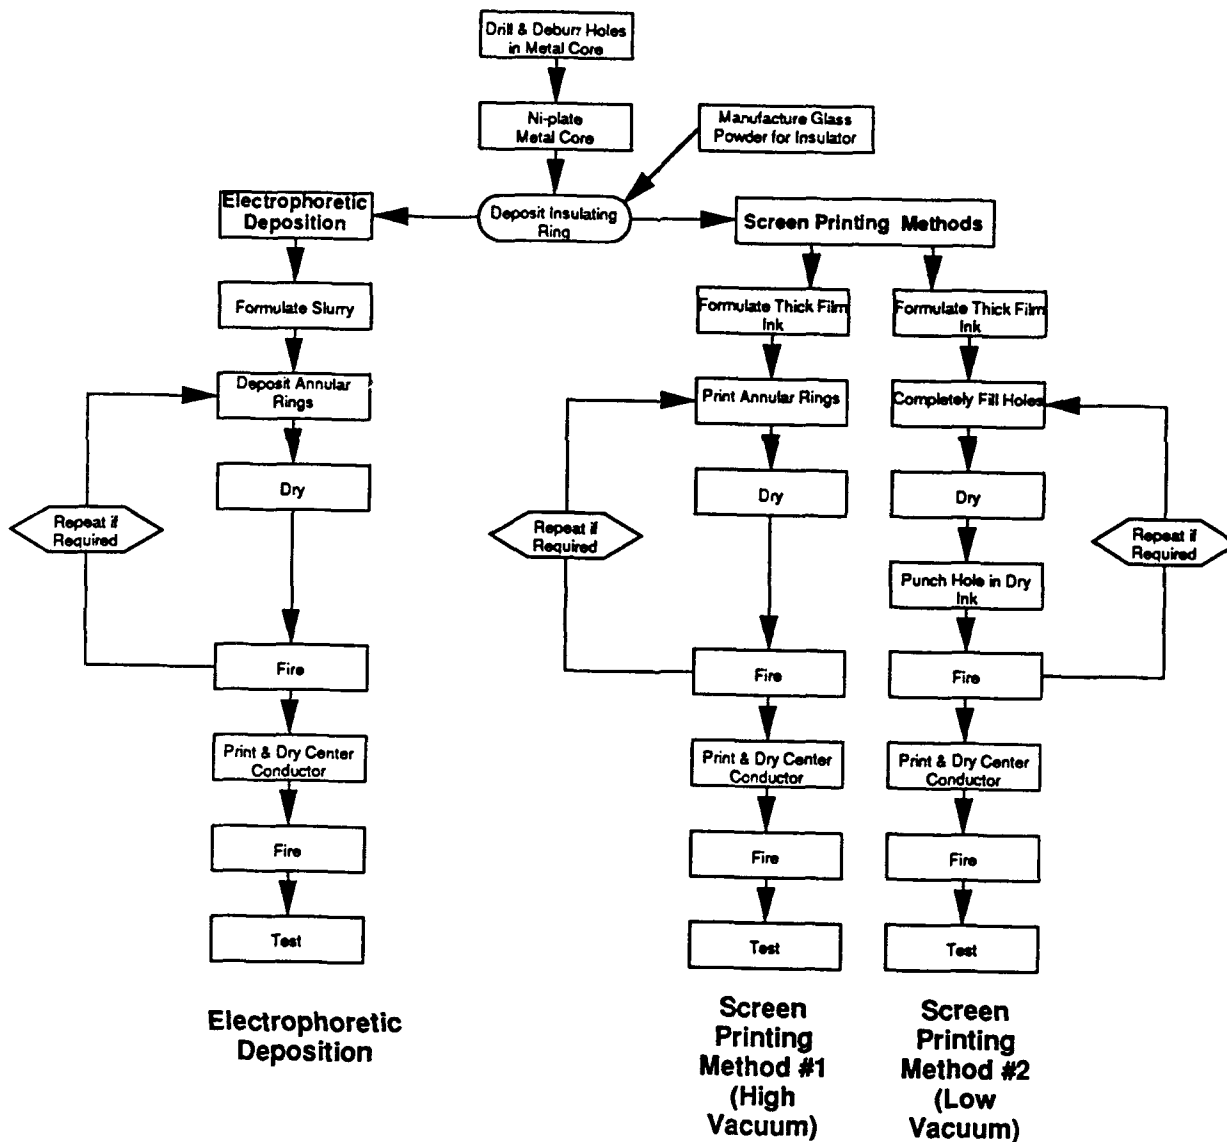 Drill & Deburr Holes
in Metal Core
Ni-plate
Metal Core
Manufacture Glass
Powder for Insulator
Deposit Insulating
Ring
Electrophoretic
Deposition
Formulate Slurry
Deposit Annular
Rings
Dry
Repeat if
Required
Fire
Print & Dry Center
Conductor
Fire
Test
Electrophoretic
Deposition
Screen Printing Methods
Formulate Thick Film
Ink
Print Annular Rings
Dry
Repeat if
Required
Fire
Print & Dry Center
Conductor
Fire
Test
Screen
Printing
Method #1
(High
Vacuum)
Formulate Thick Film
Ink
Completely Fill Holes
Dry
Punch Hole in Dry
Ink
Repeat if
Required
Fire
Print & Dry Center
Conductor
Fire
Test
Screen
Printing
Method #2
(Low
Vacuum)